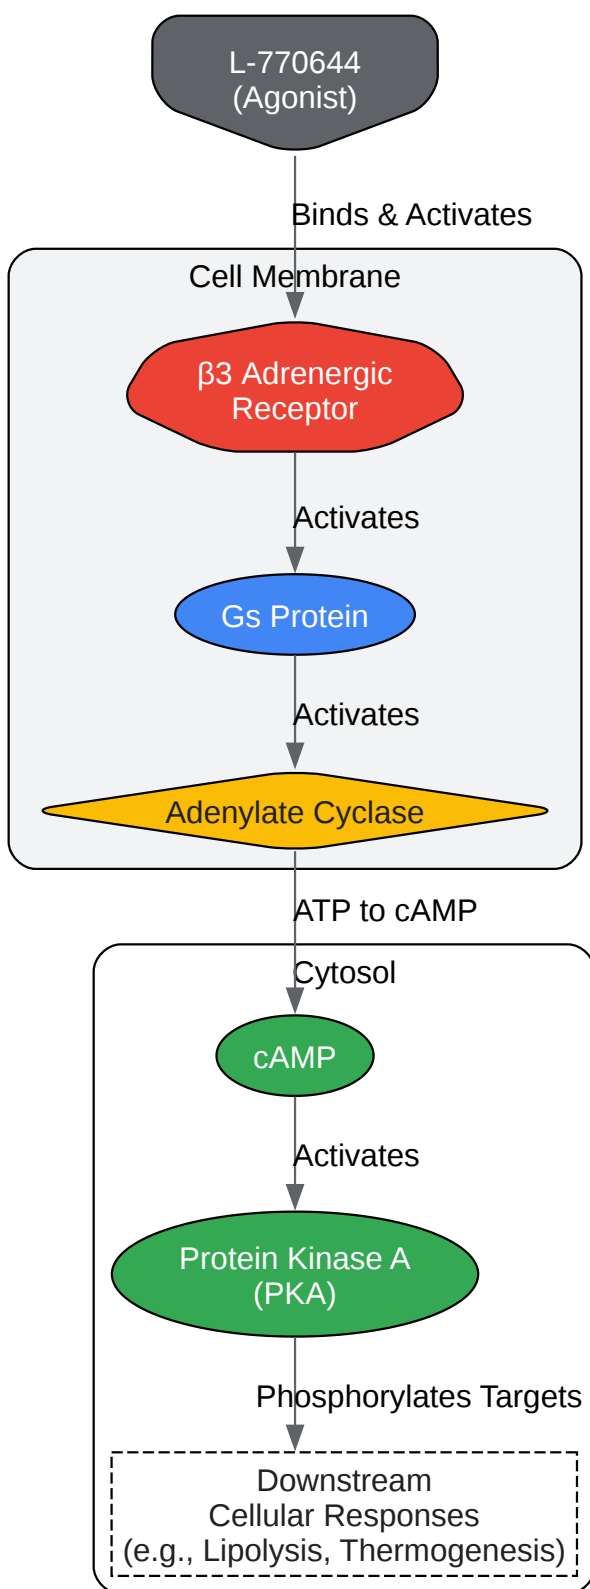 L-770644
(Agonist)
Binds & Activates
Cell Membrane
β3 Adrenergic
Receptor
Activates
Gs Protein
Activates
Adenylate Cyclase
ATP to cAMP
Cytosol
cAMP
Activates
Protein Kinase A
(PKA)
Phosphorylates Targets
Downstream
Cellular Responses
(e.g., Lipolysis, Thermogenesis)